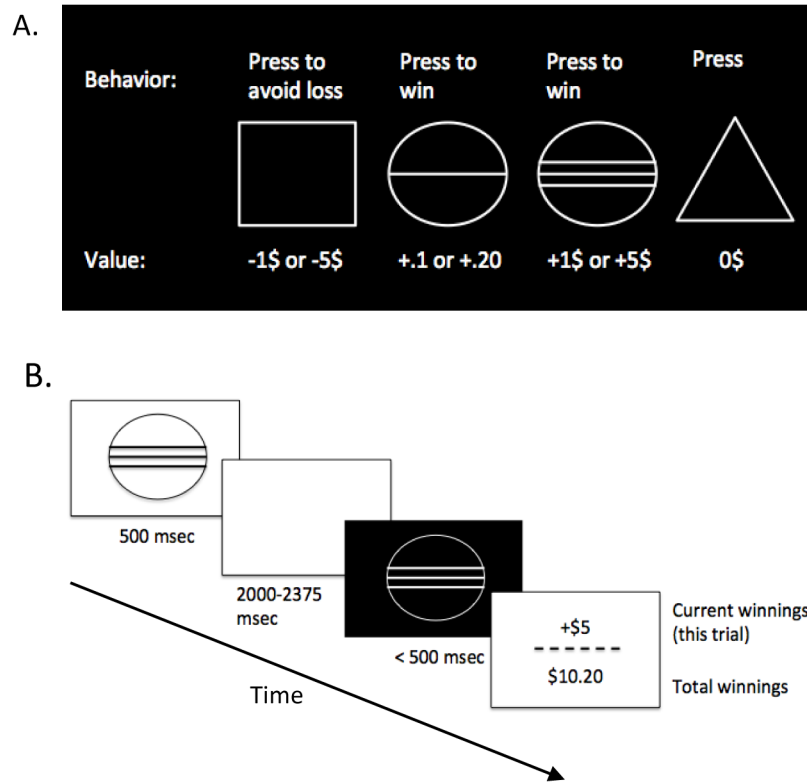 A.
Behavior:
Press to
avoid loss
Press to
win
Press to
win
Press
Value:
-1$ or -5$
+.1 or +.20
+1$ or +5$
0$
B.
500 msec
2000-2375
msec
< 500 msec
+$5
$10.20
Current winnings
(this trial)
Total winnings
Time